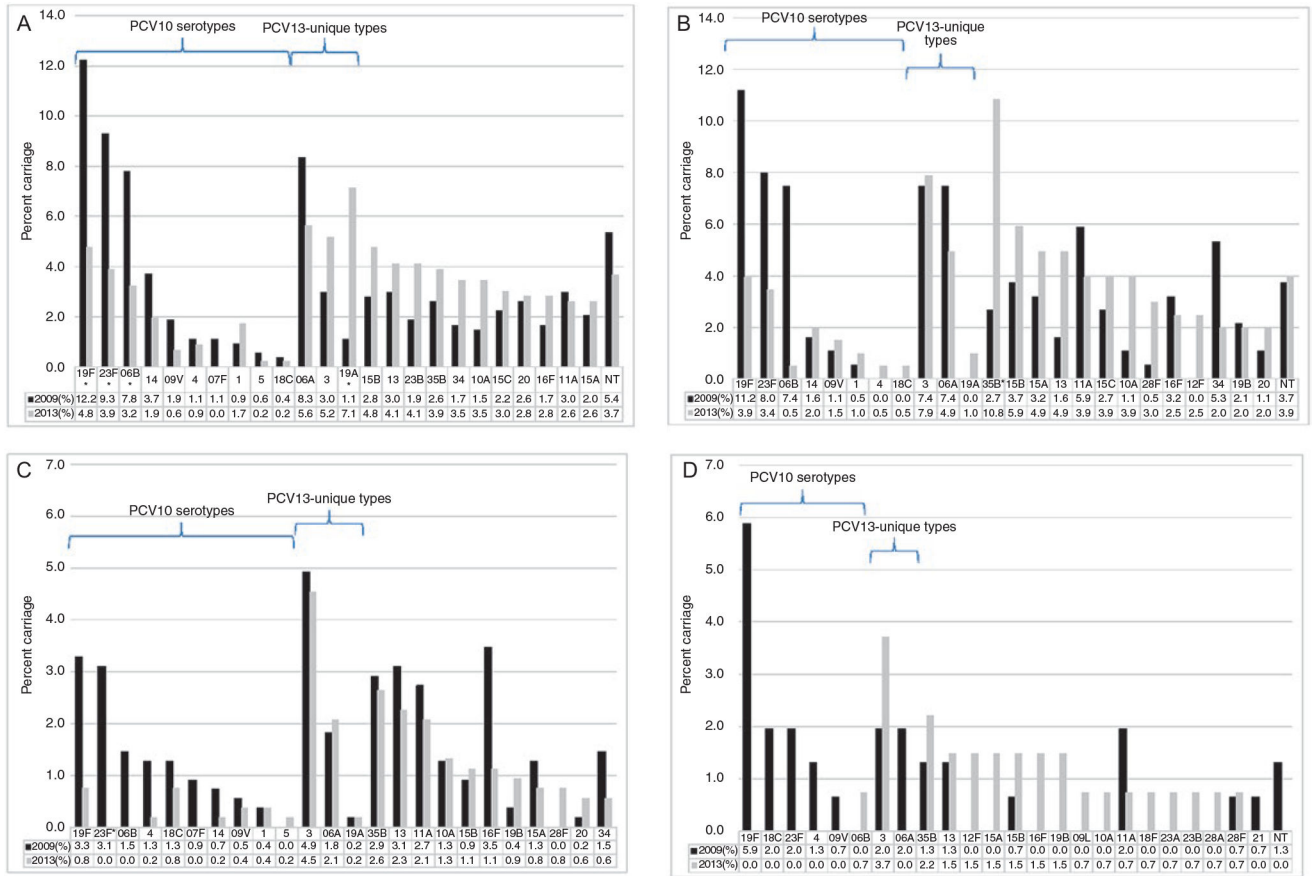 A
PCV10 serotypes
PCV13-unique types
Percent carriage
14.0
12.0
10.0
8.0
6.0
4.0
2.0
0.0
19F 23F 06B 14 09V 4 07F 1 5 18C 06A 3 19A 15B 13 23B 35B 34 10A 15C 20 16F 11A 15A NT
* * * *
2009(%) 12.2 9.3 7.8 3.7 1.9 1.1 1.1 0.9 0.6 0.4 8.3 3.0 1.1 2.8 3.0 1.9 2.6 1.7 1.5 2.2 2.6 1.7 3.0 2.0 5.4
2013(%) 4.8 3.9 3.2 1.9 0.6 0.9 0.0 1.7 0.2 0.2 5.6 5.2 7.1 4.8 4.1 4.1 3.9 3.5 3.5 3.0 2.8 2.8 2.6 2.6 3.7
B
PCV10 serotypes
PCV13-unique
types
Percent carriage
14.0
12.0
10.0
8.0
6.0
4.0
2.0
0.0
19F 23F 06B 14 09V 1 4 18C 3 06A 19A 35B* 15B 15A 13 11A 15C 10A 28F 16F 12F 34 19B 20 NT
2009(%) 11.2 8.0 7.4 1.6 1.1 0.5 0.0 0.0 7.4 7.4 0.0 2.7 3.7 3.2 1.6 5.9 2.7 1.1 0.5 3.2 0.0 5.3 2.1 1.1 3.7
2013(%) 3.9 3.4 0.5 2.0 1.5 1.0 0.5 0.5 7.9 4.9 1.0 10.8 5.9 4.9 4.9 3.9 3.9 3.9 3.0 2.5 2.5 2.0 2.0 2.0 3.9
C
PCV10 serotypes
PCV13-unique types
Percent carriage
7.0
6.0
5.0
4.0
3.0
2.0
1.0
0.0
19F 23F* 06B 4 18C 07F 14 09V 1 5 3 06A 19A 35B 13 11A 10A 15B 16F 19B 15A 28F 20 34
2009(%) 3.3 3.1 1.5 1.3 1.3 0.9 0.7 0.5 0.4 0.0 4.9 1.8 0.2 2.9 3.1 2.7 1.3 0.9 3.5 0.4 1.3 0.0 0.2 1.5
2013(%) 0.8 0.0 0.0 0.2 0.8 0.0 0.2 0.4 0.4 0.2 4.5 2.1 0.2 2.6 2.3 2.1 1.3 1.1 1.1 0.9 0.8 0.8 0.6 0.6
D
PCV10 serotypes
PCV13-unique types
Percent carriage
7.0
6.0
5.0
4.0
3.0
2.0
1.0
0.0
19F 18C 23F 4 09V 06B 3 06A 35B 13 12F 15A 15B 16F 19B 09L 10A 11A 18F 23A 23B 28A 28F 21 NT
2009(%) 5.9 2.0 2.0 1.3 0.7 0.0 2.0 2.0 1.3 1.3 0.0 0.0 0.7 0.0 0.0 0.0 0.0 2.0 0.0 0.0 0.0 0.0 0.7 0.7 1.3
2013(%) 0.0 0.0 0.0 0.0 0.0 0.7 3.7 0.0 2.2 1.5 1.5 1.5 1.5 1.5 1.5 0.7 0.7 0.7 0.7 0.7 0.7 0.7 0.7 0.0 0.0